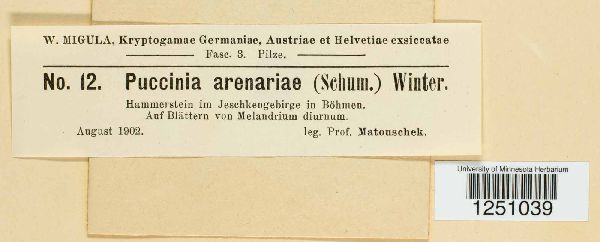 W. MIGULA, Kryptogamae Germaniae, Austriae et Helvetiae exsiccatae
Fasc. 3. Pilze.
No. 12. Puccinia arenariae (Schum.) Winter.
Hammerstein im Jeschkengebirge in Böhmen.
Auf Blättern von Melandrium diurnum.
August 1902. leg. Prof. Matouschek.
University of Minnesota Herbarium
1251039